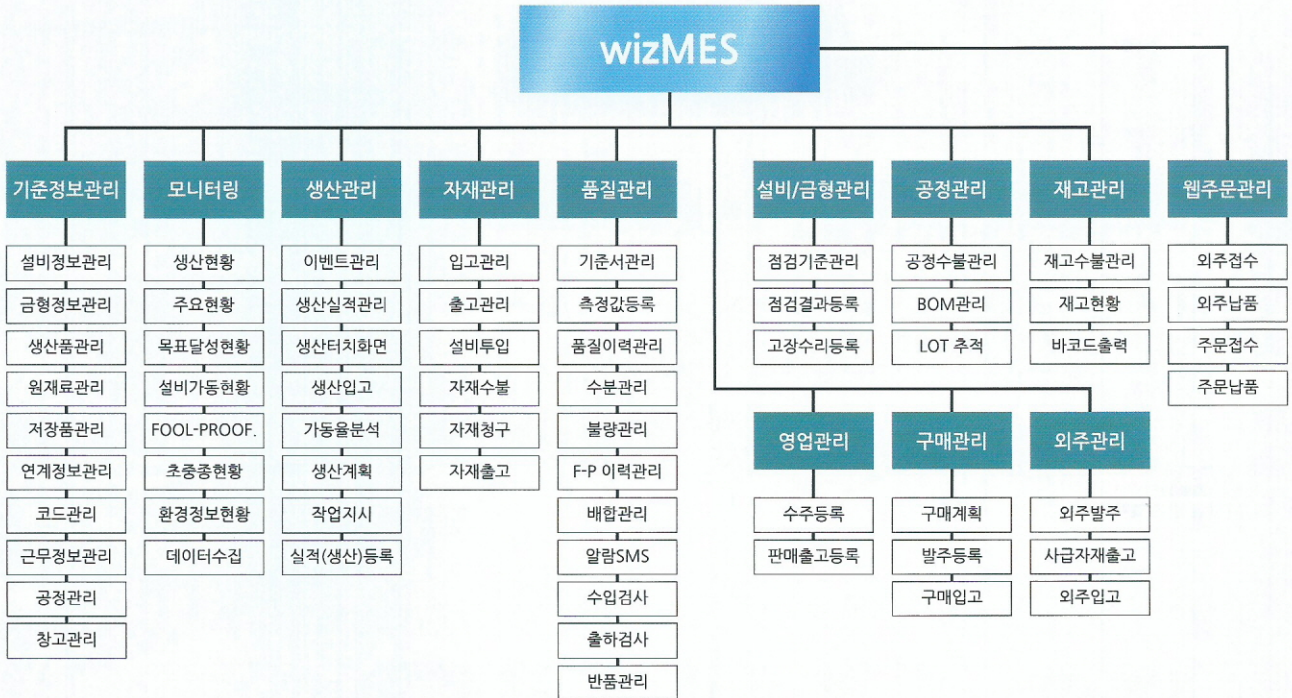 wizMES
기준정보관리
설비정보관리
금형정보관리
생산품관리
원재료관리
저장품관리
연계정보관리
코드관리
근무정보관리
공정관리
창고관리
모니터링
생산현황
주요현황
목표달성현황
설비가동현황
FOOL-PROOF.
초중종현황
환경정보현황
데이터수집
생산관리
이벤트관리
생산실적관리
생산터치화면
생산입고
가동율분석
생산계획
작업지시
실적(생산)등록
자재관리
입고관리
출고관리
설비투입
자재수불
자재청구
자재출고
품질관리
기준서관리
측정값등록
품질이력관리
수분관리
불량관리
F-P 이력관리
배합관리
알람SMS
수입검사
출하검사
반품관리
설비/금형관리
점검기준관리
점검결과등록
고장수리등록
공정관리
공정수불관리
BOM관리
LOT 추적
재고관리
재고수불관리
재고현황
바코드출력
웹주문관리
외주접수
외주납품
주문접수
주문납품
영업관리
수주등록
판매출고등록
구매관리
구매계획
발주등록
구매입고
외주관리
외주발주
사급자재출고
외주입고